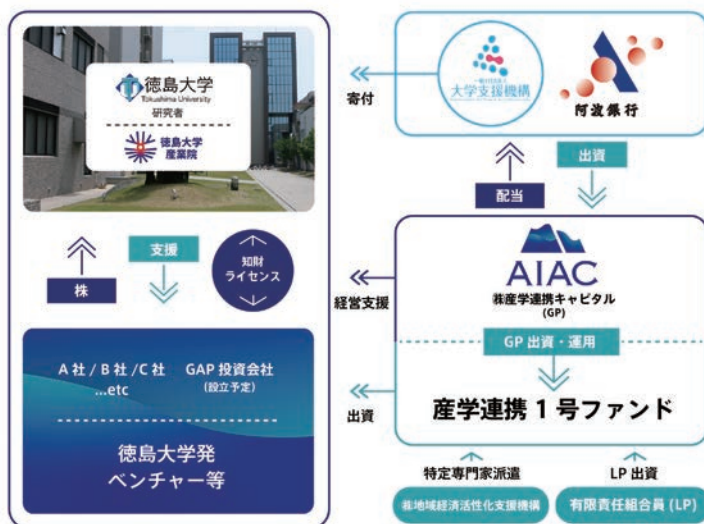 徳島大学
Tokushima University
研究者
徳島大学
産業院
株
支援
知財
ライセンス
A社 / B社 /C社
...etc
GAP 投資会社
(設立予定)
徳島大学発
ベンチャー等
寄付
経営支援
出資
大学支援機構
阿波銀行
配当
出資
AIAC
㈱産学連携キャピタル
(GP)
GP 出資・運用
産学連携 1 号ファンド
特定専門家派遣
㈱地域経済活性化支援機構
LP 出資
有限責任組合員 (LP)